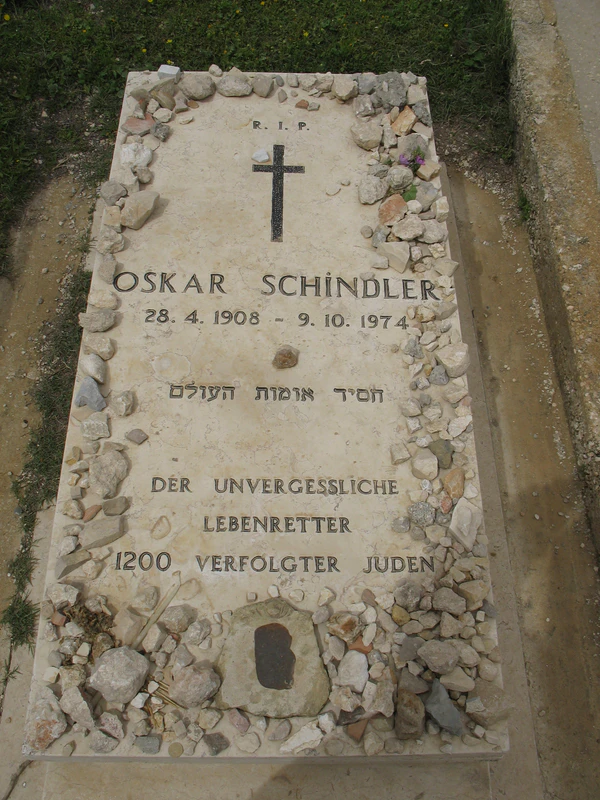 R. I. P.
OSKAR SCHİNDLER
28. 4. 1908 - 9. 10. 1974
חסיד אומות העולם
DER UNVERGESSLICHE
LEBENRETTER
1200 VERFOLGTER JUDEN